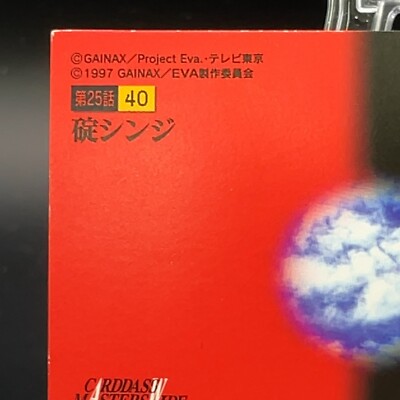 ©GAINAX／Project Eva.・テレビ東京
©1997 GAINAX／EVA製作委員会
第25話 40
碇シンジ
CARDDASS
MASTERS